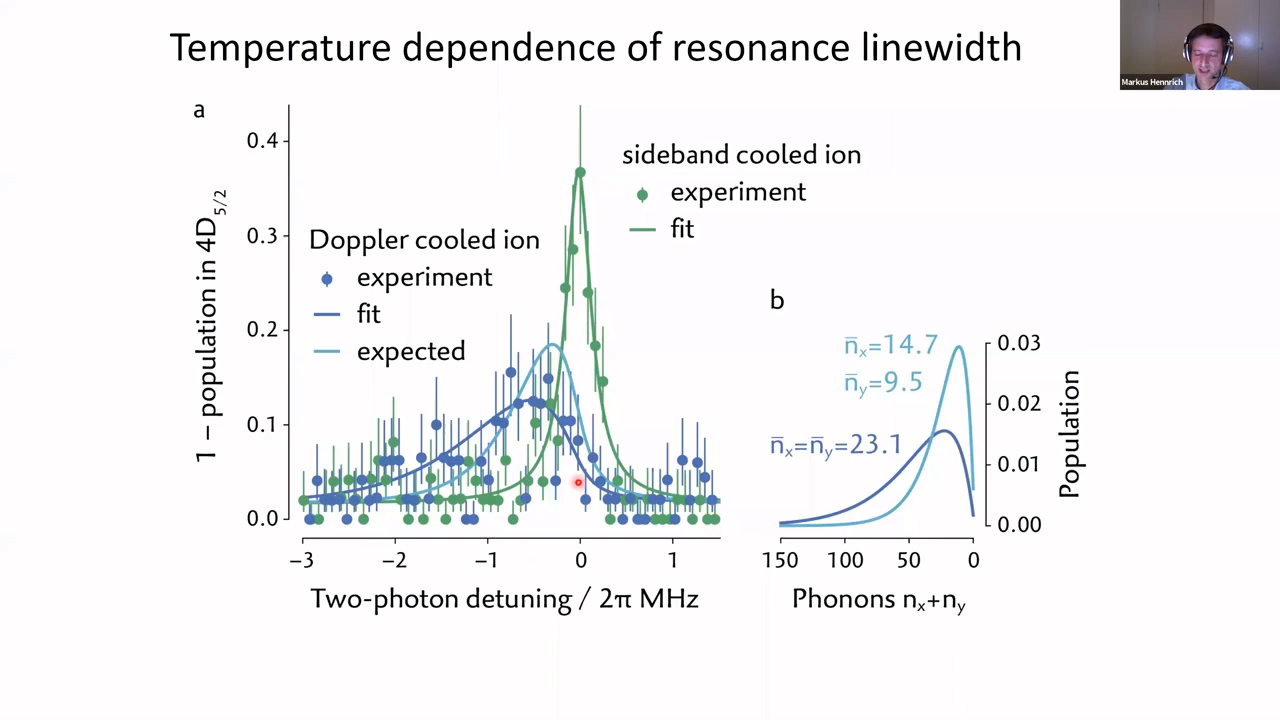 Temperature dependence of resonance linewidth
Markus Hennrich
a
0.4
0.3
0.2
0.1
0.0
1 – population in 4D5/2
Doppler cooled ion
experiment
fit
expected
sideband cooled ion
experiment
fit
−3 −2 −1 0 1
Two-photon detuning / 2π MHz
b
n̅x=14.7
n̅y=9.5
n̅x=n̅y=23.1
0.03
0.02
0.01
0.00
Population
150 100 50 0
Phonons nx+ny